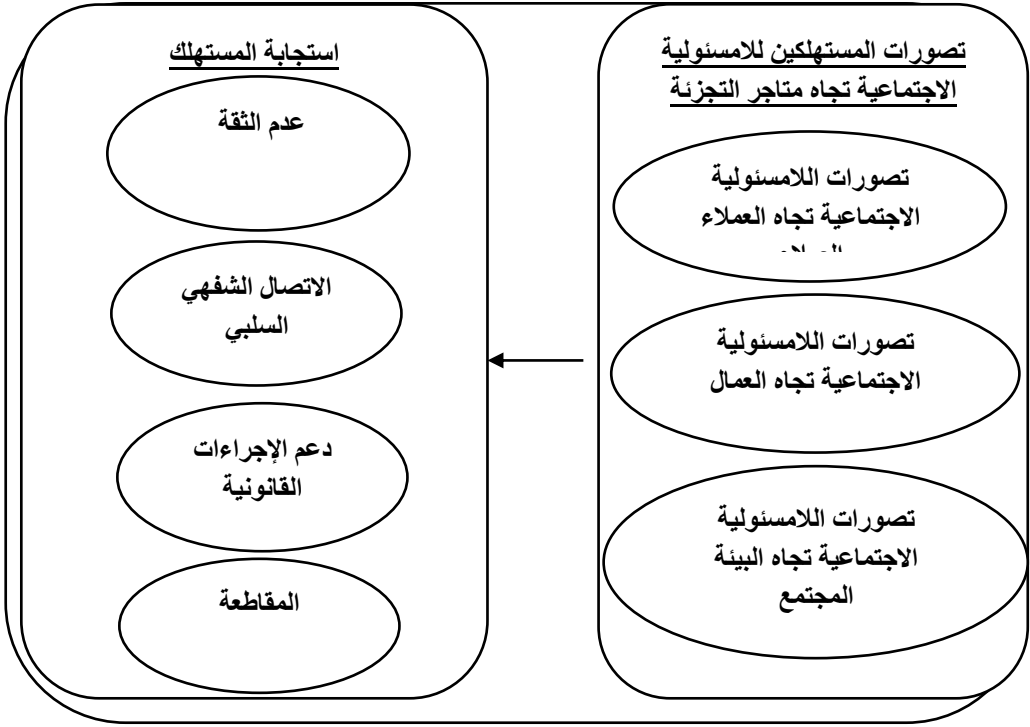 تصورات المستهلكين للامسئولية
الاجتماعية تجاه متاجر التجزئة
تصورات اللامسئولية
الاجتماعية تجاه العملاء
تصورات اللامسئولية
الاجتماعية تجاه العمال
تصورات اللامسئولية
الاجتماعية تجاه البيئة
المجتمع
استجابة المستهلك
عدم الثقة
الاتصال الشفهي
السلبي
دعم الإجراءات
القانونية
المقاطعة